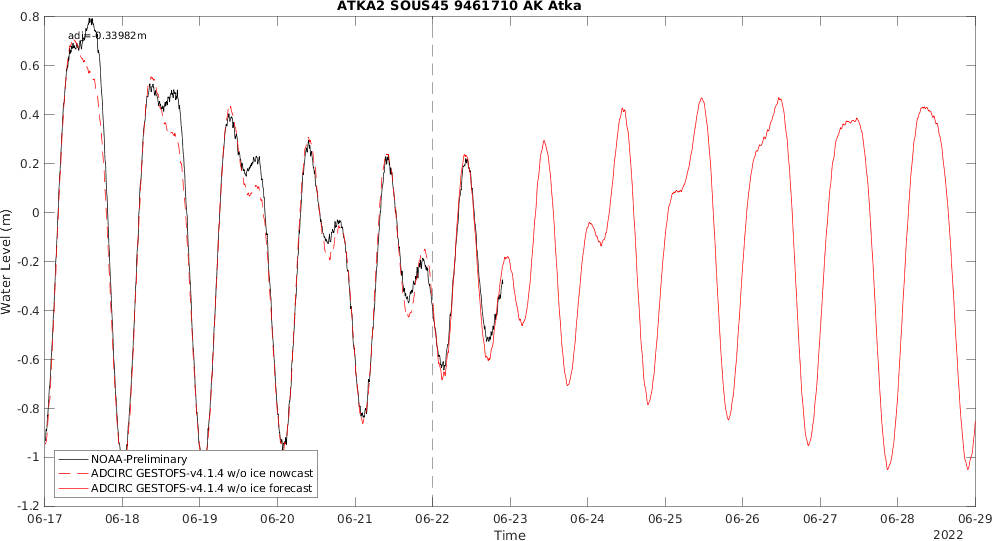 ATKA2 SOUS45 9461710 AK Atka
adj=-0.33982m
0.8
0.6
0.4
0.2
0
-0.2
-0.4
-0.6
-0.8
-1
-1.2
Water Level (m)
NOAA-Preliminary
ADCIRC GESTOFS-v4.1.4 w/o ice nowcast
ADCIRC GESTOFS-v4.1.4 w/o ice forecast
06-17 06-18 06-19 06-20 06-21 06-22 06-23 06-24 06-25 06-26 06-27 06-28 06-29
Time
2022